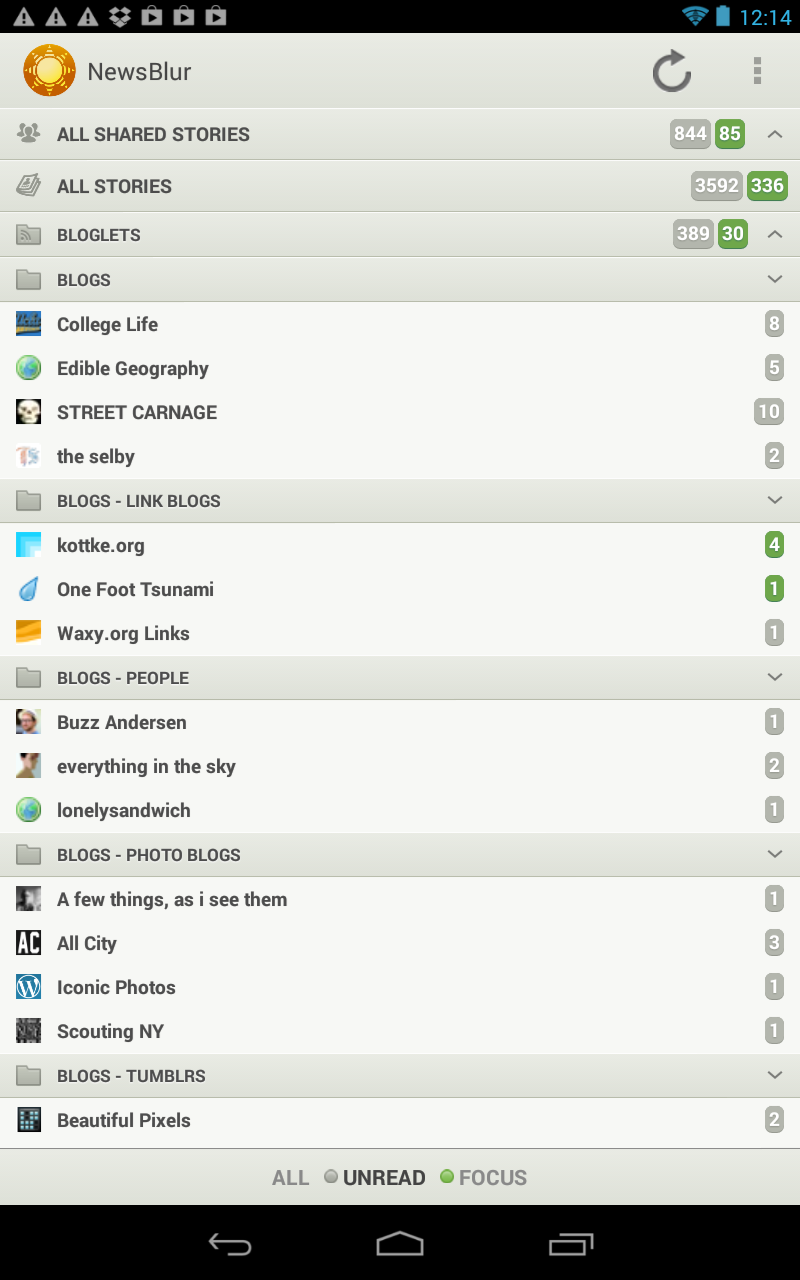 12:14
NewsBlur
ALL SHARED STORIES 844 85
ALL STORIES 3592 336
BLOGLETS 389 30
BLOGS
College Life 8
Edible Geography 5
STREET CARNAGE 10
the selby 2
BLOGS - LINK BLOGS
kottke.org 4
One Foot Tsunami 1
Waxy.org Links 1
BLOGS - PEOPLE
Buzz Andersen 1
everything in the sky 2
lonelysandwich 1
BLOGS - PHOTO BLOGS
A few things, as i see them 1
AC All City 3
Iconic Photos 1
Scouting NY 1
BLOGS - TUMBLRS
Beautiful Pixels 2
ALL UNREAD FOCUS